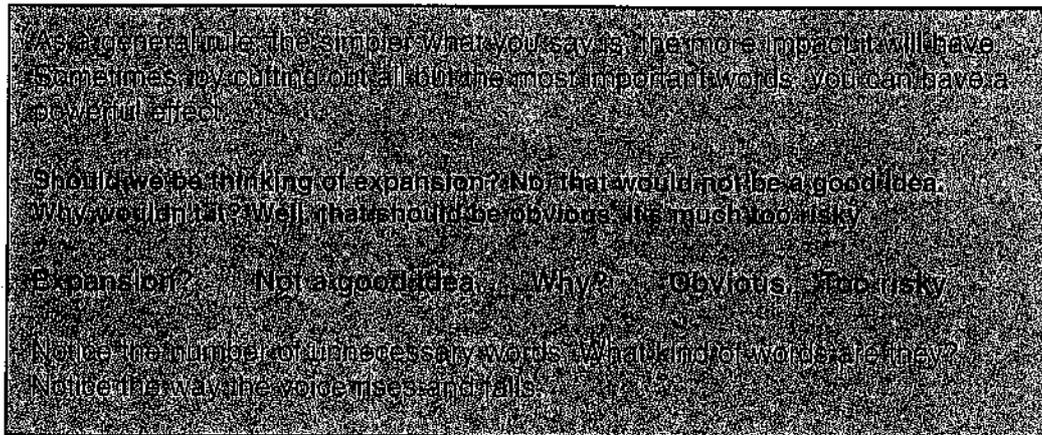 As a general rule, the simpler what you say is, the more impact it will have.
Sometimes, by cutting out all but the most important words, you can have a
powerful effect.
Should we be thinking of expansion? No, that would not be a good idea.
Why wouldn't it? Well, that should be obvious. It's much too risky.
Expansion? Not a good idea. Why? Obvious. Too risky.
Notice the number of unnecessary words. What kind of words are they?
Notice the way the voice rises and falls.